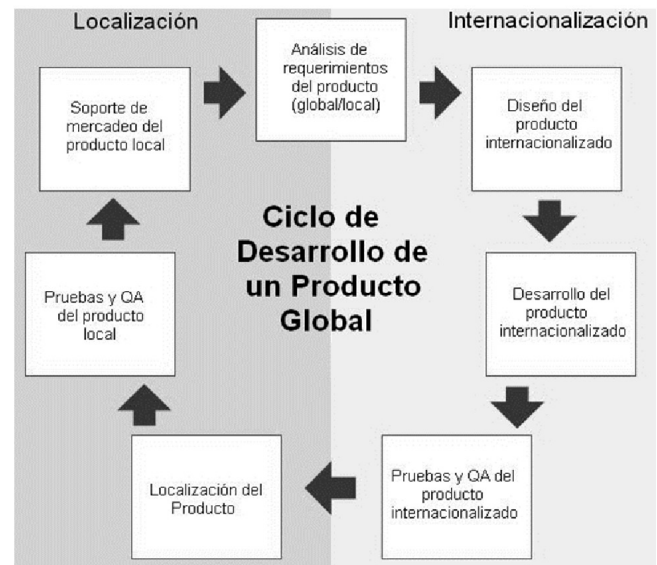 Localización
Internacionalización
Análisis de
requerimientos
del producto
(global/local)
Diseño del
producto
internacionalizado
Desarrollo del
producto
internacionalizado
Pruebas y QA del
producto
internacionalizado
Localización del
Producto
Pruebas y QA
del producto
local
Soporte de
mercadeo del
producto local
Ciclo de
Desarrollo de
un Producto
Global